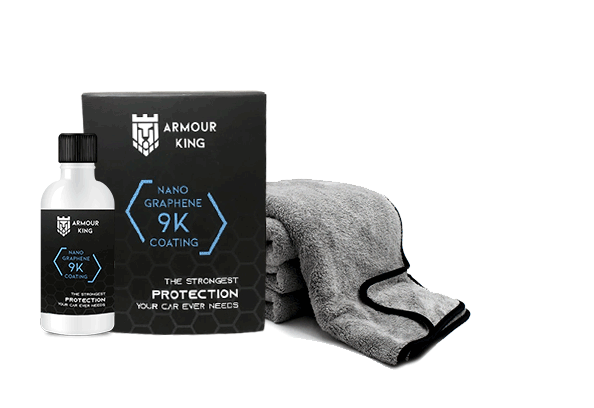 ARMOUR
KING
NANO
GRAPHENE
9K
COATING
THE STRONGEST
PROTECTION
YOUR CAR EVER NEEDS
ARMOUR
KING
NANO
GRAPHENE
9K
COATING
THE STRONGEST
PROTECTION
YOUR CAR EVER NEEDS